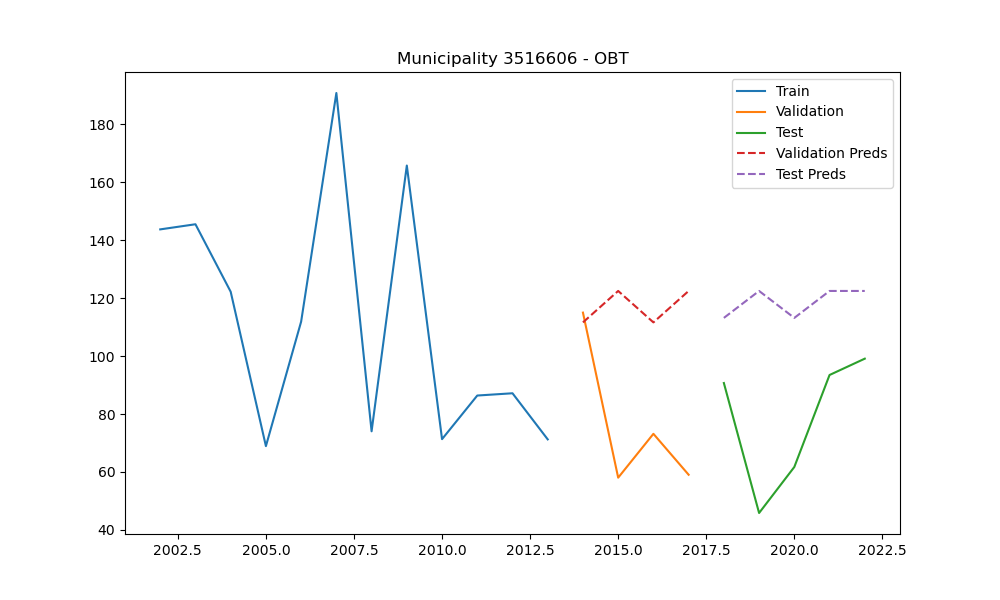 Municipality 3516606 - OBT
Train
Validation
Test
Validation Preds
Test Preds
180
160
140
120
100
80
60
40
2002.5 2005.0 2007.5 2010.0 2012.5 2015.0 2017.5 2020.0 2022.5